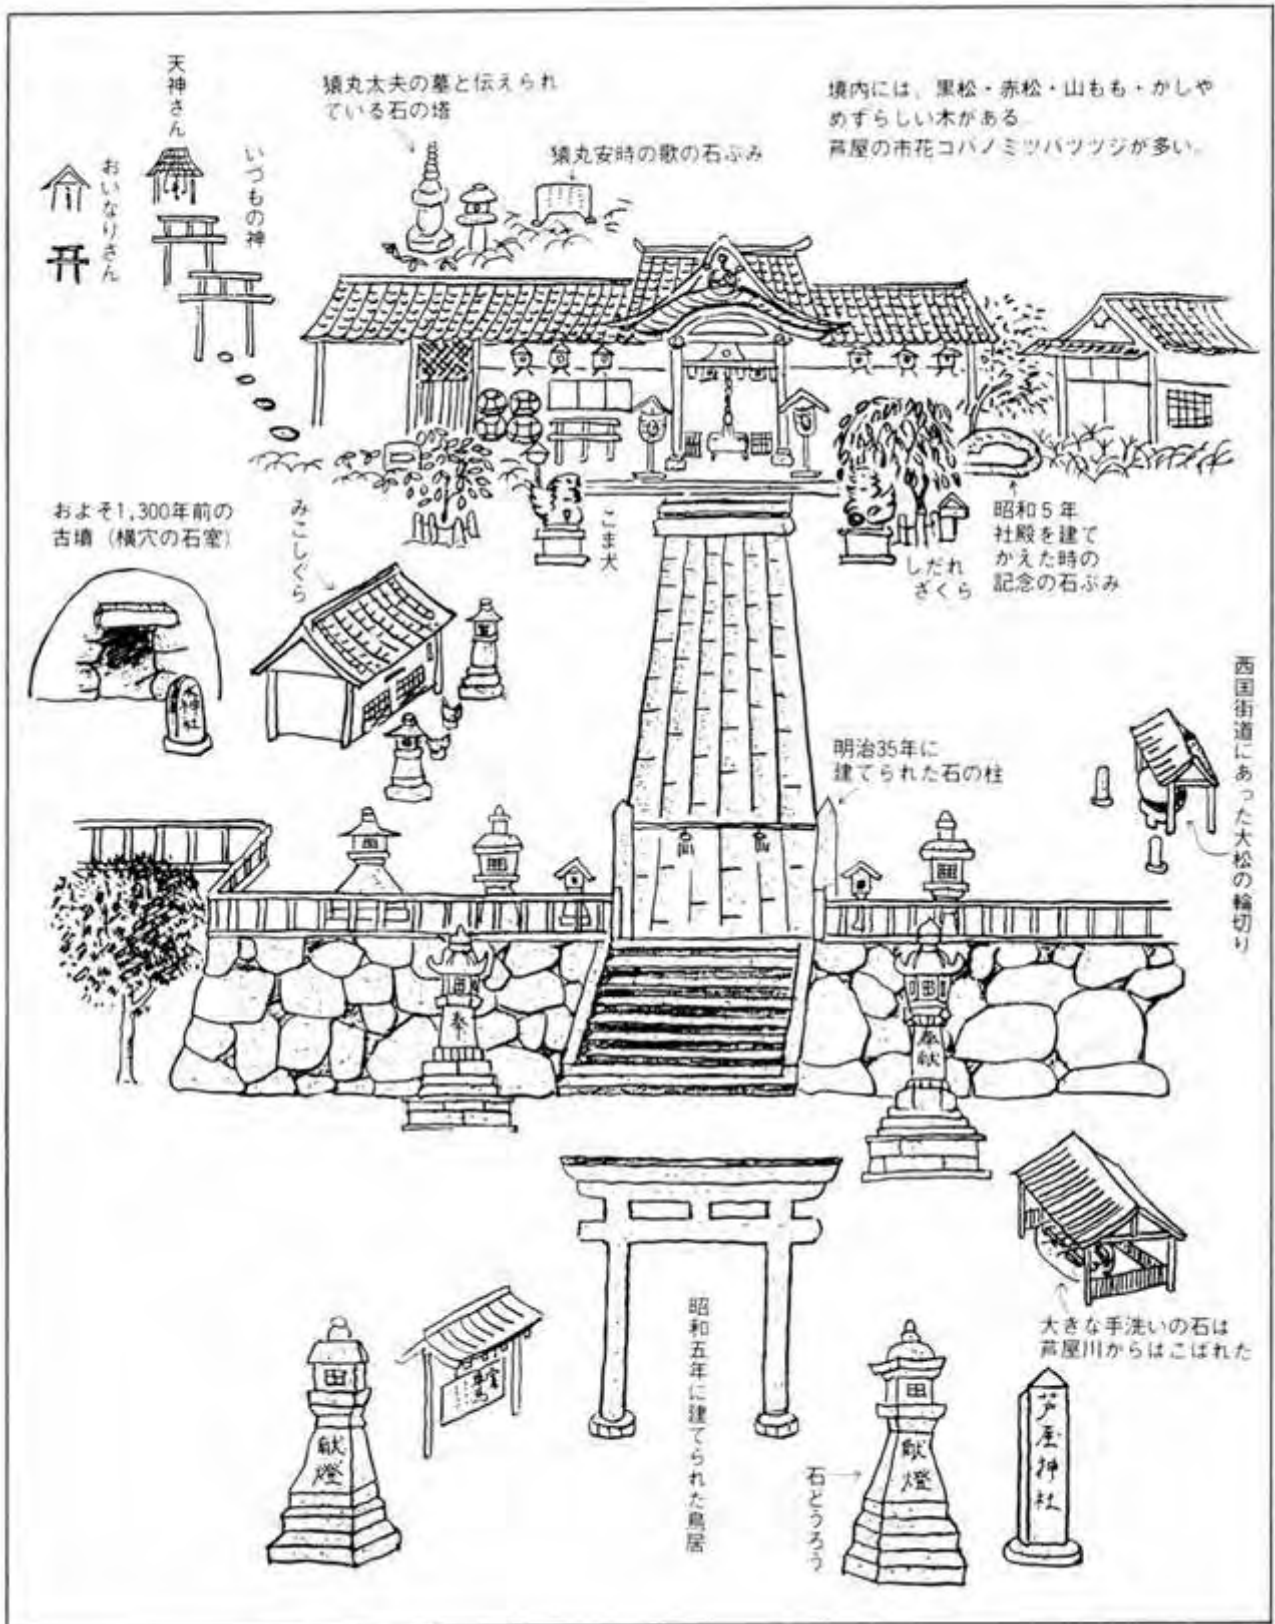 天神さん
おいなりさん
いづもの神
猿丸太夫の墓と伝えられ
ている石の塔
猿丸安時の歌の石ぶみ
境内には、黒松・赤松・山もも・かしや
めずらしい木がある
芦屋の市花コバノミツバツツジが多い。
およそ1,300年前の
古墳（横穴の石室）
水神社
みこしぐら
こま犬
しだれ
ざくら
昭和5年
社殿を建て
かえた時の
記念の石ぶみ
明治35年に
建てられた石の柱
西国街道にあった大松の輪切り
奉
奉献
大きな手洗いの石は
芦屋川からはこばれた
昭和五年に建てられた鳥居
献燈
石どうろう
献燈
芦屋神社